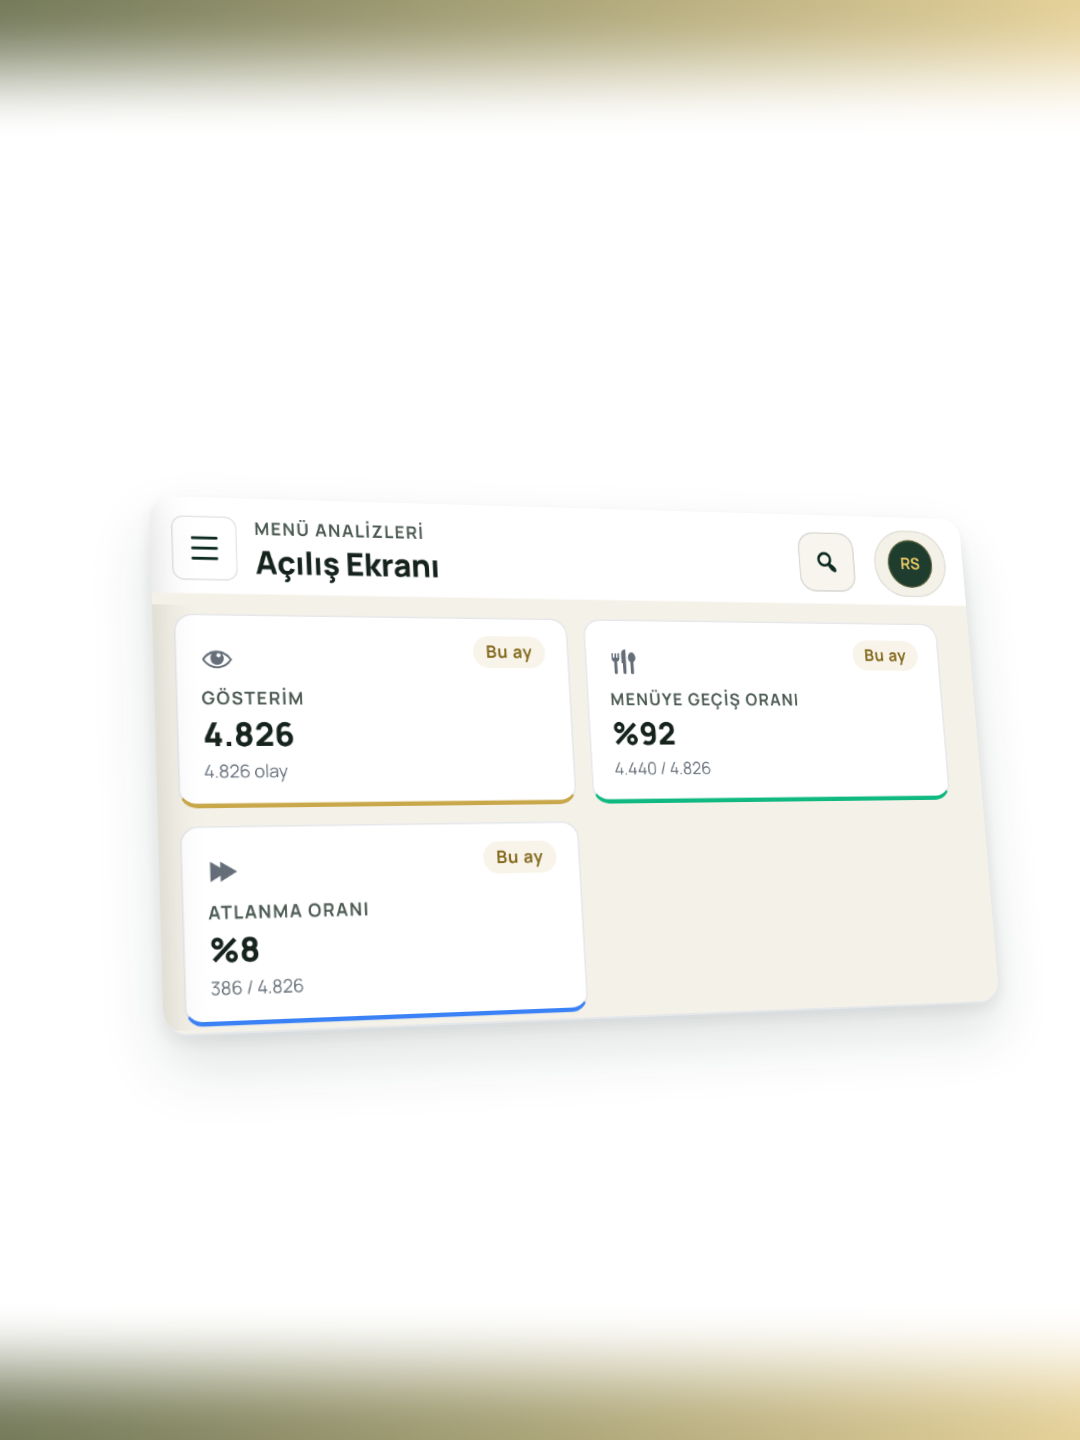 MENÜ ANALİZLERİ
Açılış Ekranı
RS
Bu ay
GÖSTERİM
4.826
4.826 olay
Bu ay
MENÜYE GEÇİŞ ORANI
%92
4.440 / 4.826
Bu ay
ATLANMA ORANI
%8
386 / 4.826